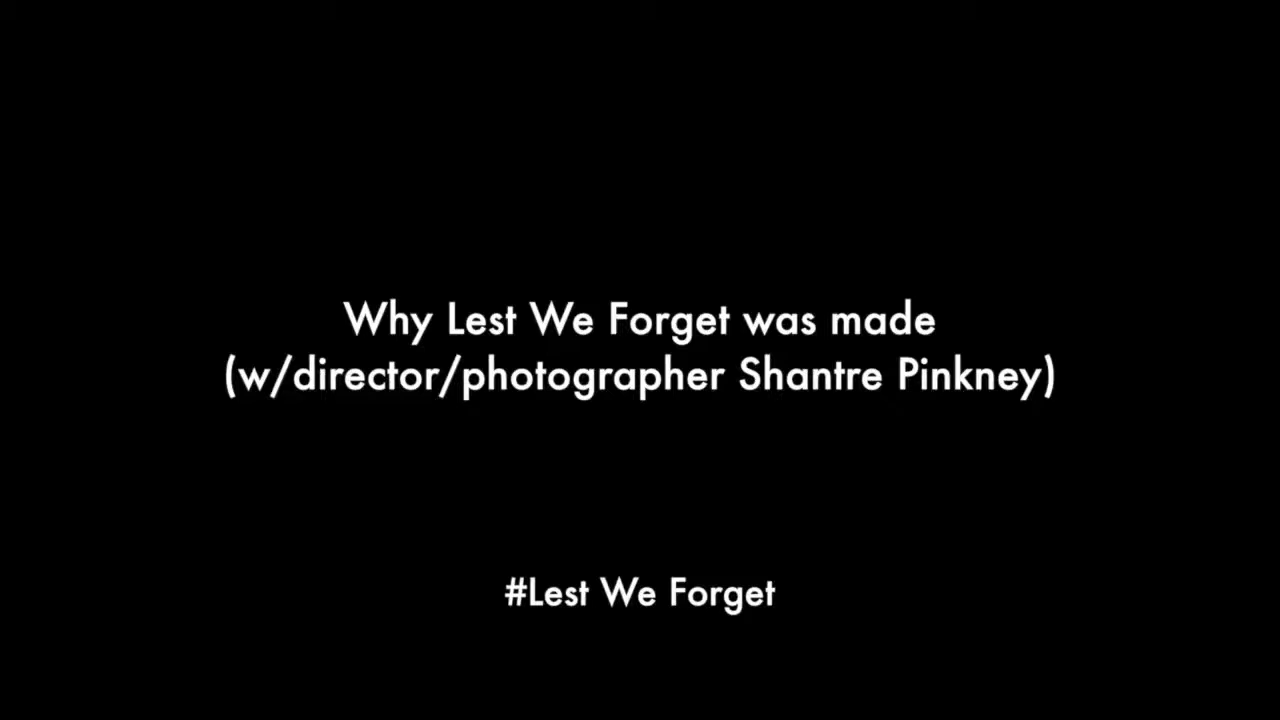 Why Lest We Forget was made
(w/director/photographer Shantre Pinkney)
#Lest We Forget